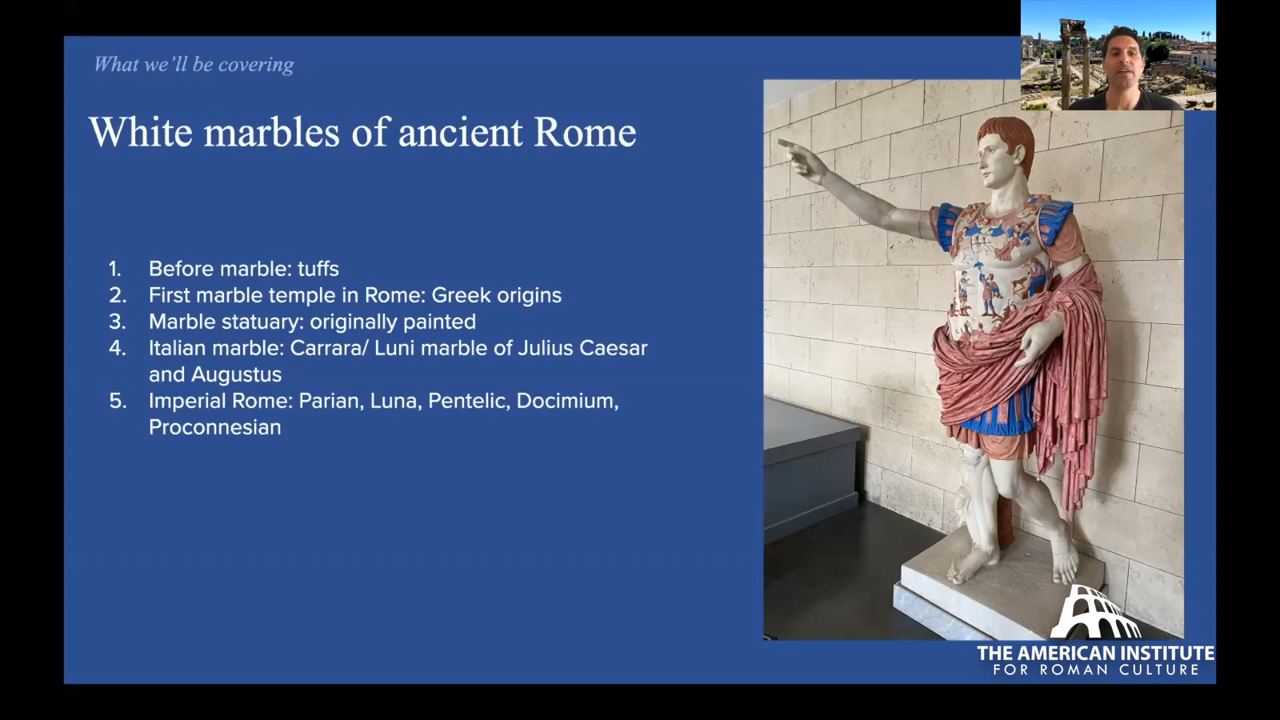 What we'll be covering
White marbles of ancient Rome
1. Before marble: tuffs
2. First marble temple in Rome: Greek origins
3. Marble statuary: originally painted
4. Italian marble: Carrara/ Luni marble of Julius Caesar
and Augustus
5. Imperial Rome: Parian, Luna, Pentelic, Docimium,
Proconnesian
THE AMERICAN INSTITUTE
FOR ROMAN CULTURE